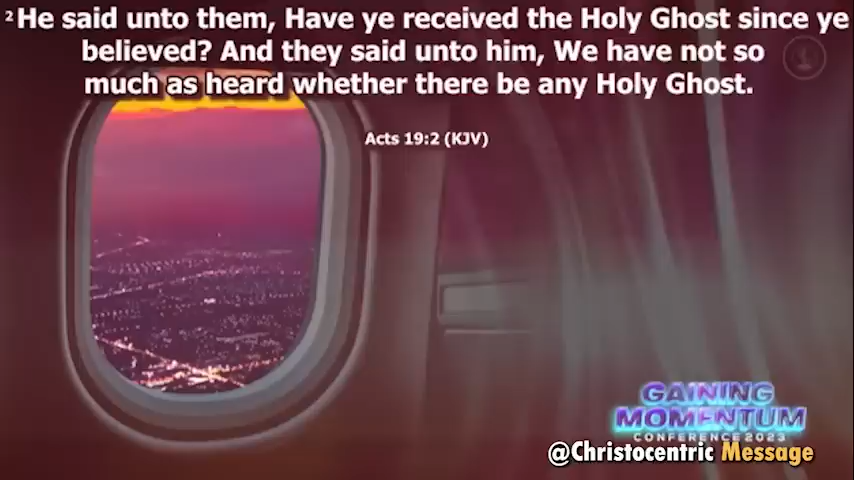 2 He said unto them, Have ye received the Holy Ghost since ye
believed? And they said unto him, We have not so
much as heard whether there be any Holy Ghost.
Acts 19:2 (KJV)
GAINING
MOMENTUM
CONFERENCE 2023
@Christocentric Message